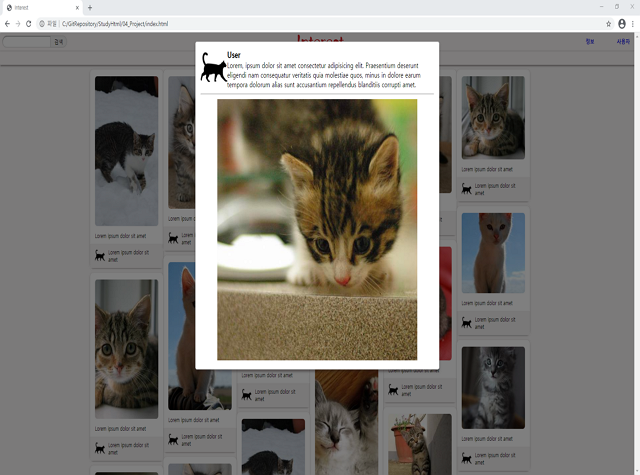 Interest
파일 | C:/GitRepository/StudyHtml/04_Project/index.html
검색
Interest
정보
사용자
User
Lorem, ipsum dolor sit amet consectetur adipisicing elit. Praesentium deserunt
eligendi nam consequatur veritatis quia molestiae quos, minus in dolore earum
tempora dolorum alias sunt accusantium repellendus blanditiis corrupti amet.
Lorem ipsum dolor sit amet
Lorem ipsum dolor sit
amet
Lorem ipsum dolor sit amet
Lorem ipsum dolor sit
amet
Lorem ipsum dolor sit
amet
Lorem ipsum dolor sit amet
Lorem ipsum dolor sit
amet
Lorem ipsum dolor sit amet
Lorem ipsum dolor sit
amet
Lorem ipsum dolor sit
amet
Lorem ipsum dolor sit
amet
Lorem ipsum dolor sit amet
Lorem ipsum dolor sit
amet
Lorem ipsum dolor sit amet
Lorem ipsum dolor sit
amet
Lorem ipsum dolor sit amet
Lorem ipsum dolor sit
amet